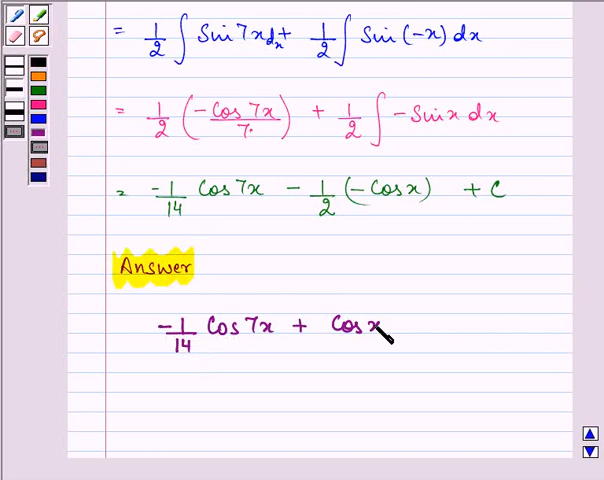 = 1/2 ∫ Sin 7x dx + 1/2 ∫ Sin (-x) dx
= 1/2 (-Cos 7x/7) + 1/2 ∫ - Sin x dx
= -1/14 Cos 7x - 1/2 (- Cos x) + C
Answer
-1/14 Cos 7x + Cos x